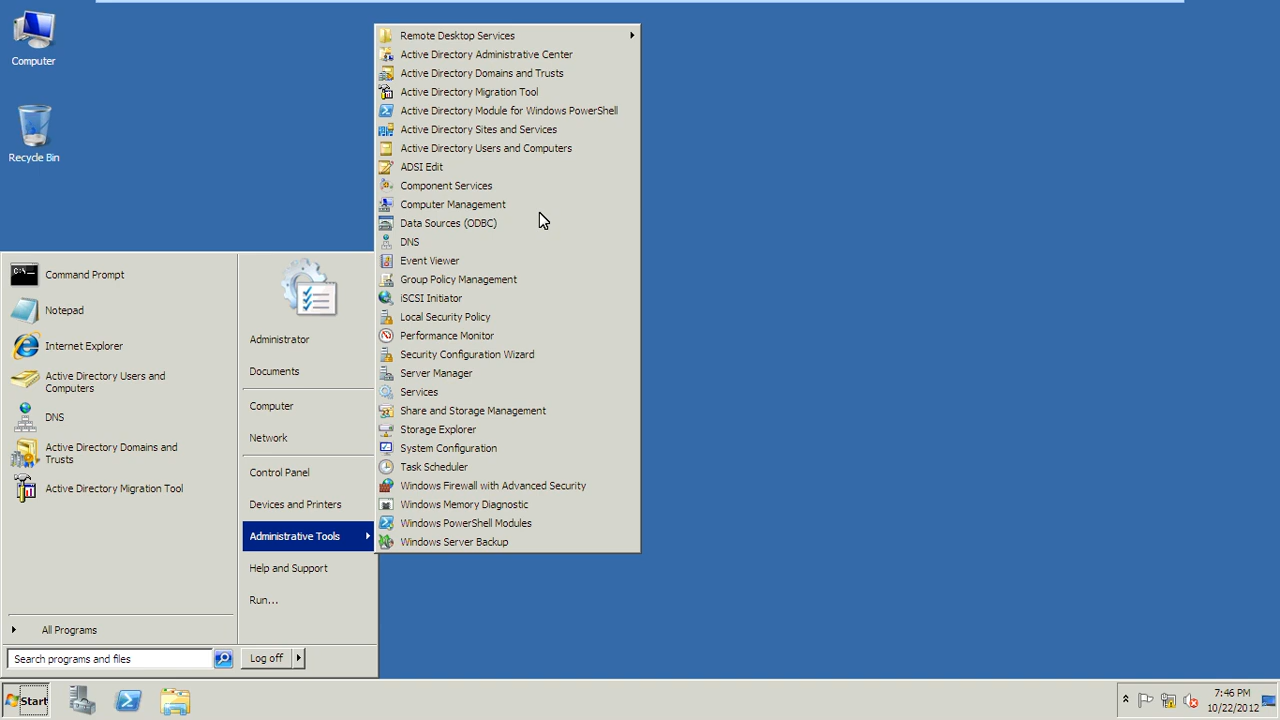 Computer
Recycle Bin
Remote Desktop Services
Active Directory Administrative Center
Active Directory Domains and Trusts
Active Directory Migration Tool
Active Directory Module for Windows PowerShell
Active Directory Sites and Services
Active Directory Users and Computers
ADSI Edit
Component Services
Computer Management
Data Sources (ODBC)
DNS
Event Viewer
Group Policy Management
iSCSI Initiator
Local Security Policy
Performance Monitor
Security Configuration Wizard
Server Manager
Services
Share and Storage Management
Storage Explorer
System Configuration
Task Scheduler
Windows Firewall with Advanced Security
Windows Memory Diagnostic
Windows PowerShell Modules
Windows Server Backup
Command Prompt
Notepad
Internet Explorer
Active Directory Users and
Computers
DNS
Active Directory Domains and
Trusts
Active Directory Migration Tool
All Programs
Search programs and files
Administrator
Documents
Computer
Network
Control Panel
Devices and Printers
Administrative Tools
Help and Support
Run...
Log off
Start
7:46 PM
10/22/2012